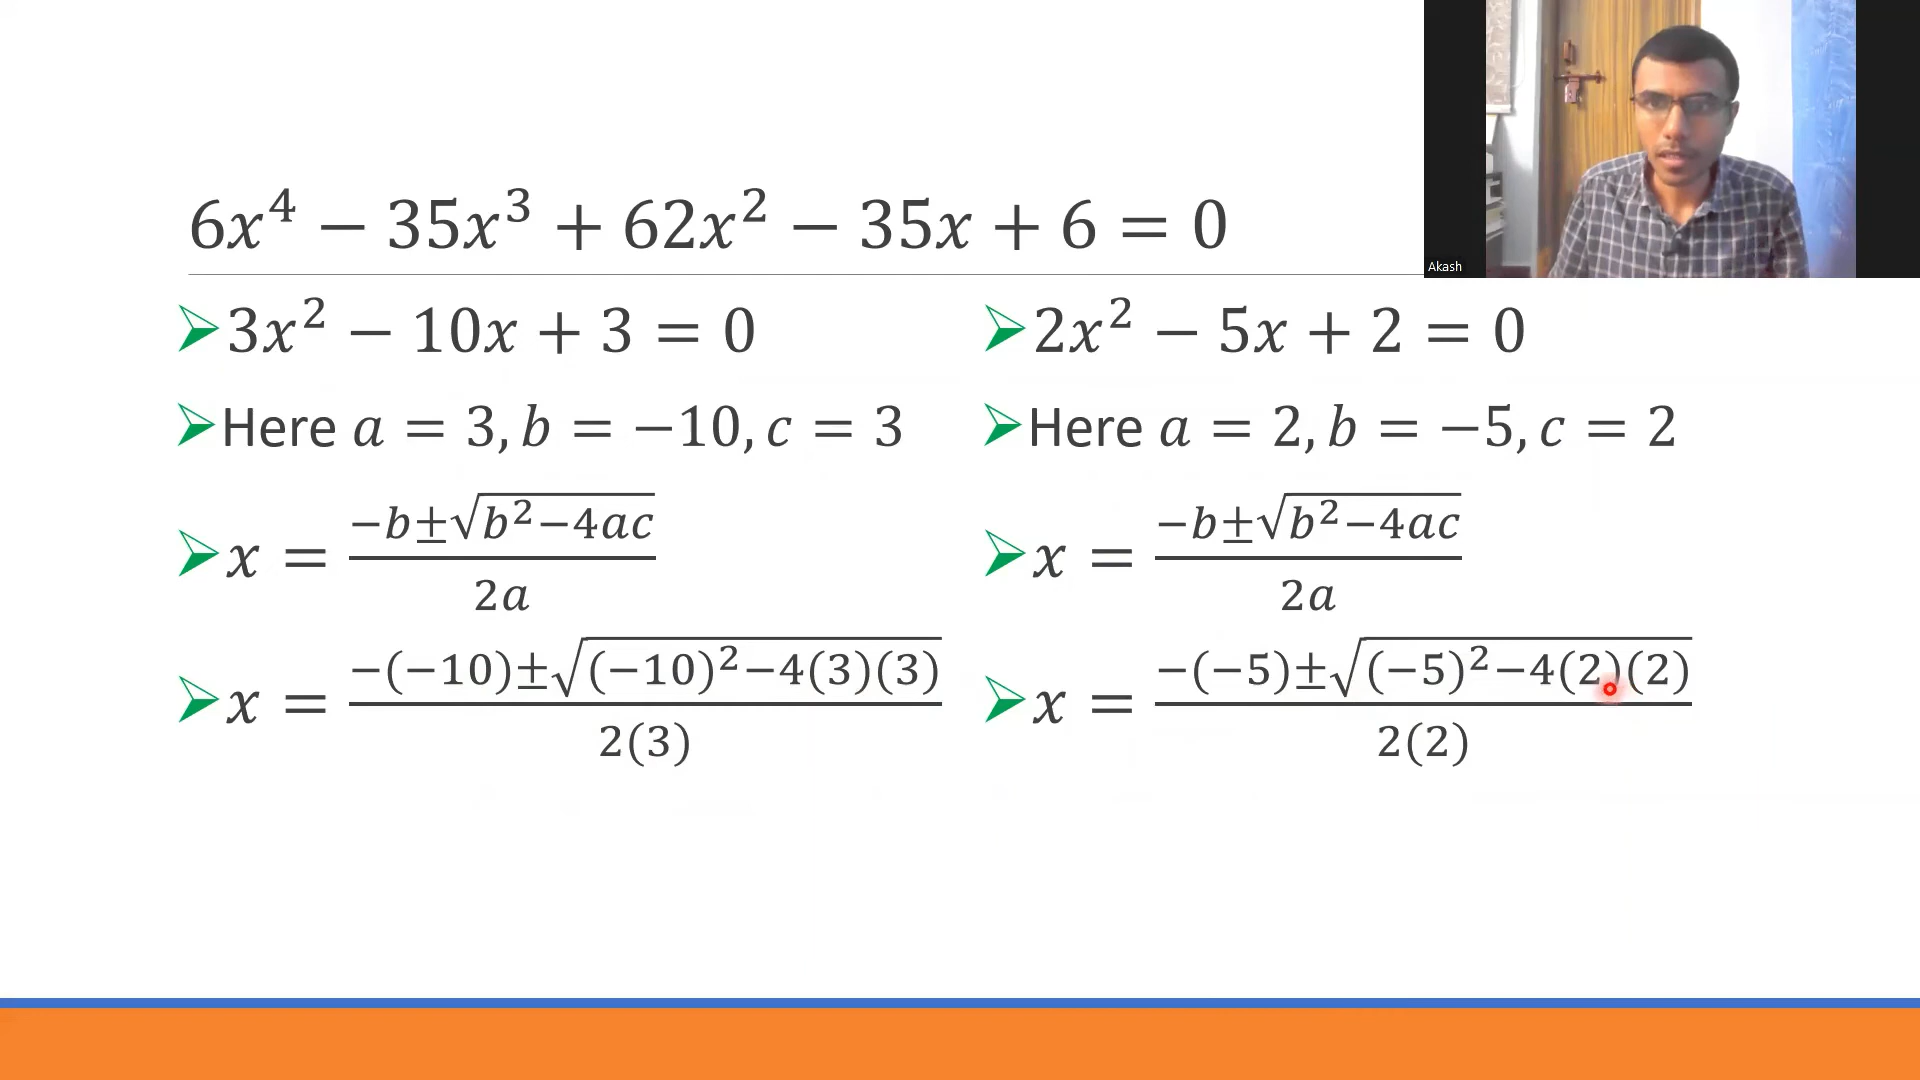 6x⁴ − 35x³ + 62x² − 35x + 6 = 0
Akash
3x² − 10x + 3 = 0
Here a = 3, b = −10, c = 3
x = (−b±√(b²−4ac))/(2a)
x = (−(−10)±√((−10)²−4(3)(3)))/(2(3))
2x² − 5x + 2 = 0
Here a = 2, b = −5, c = 2
x = (−b±√(b²−4ac))/(2a)
x = (−(−5)±√((−5)²−4(2)(2)))/(2(2))